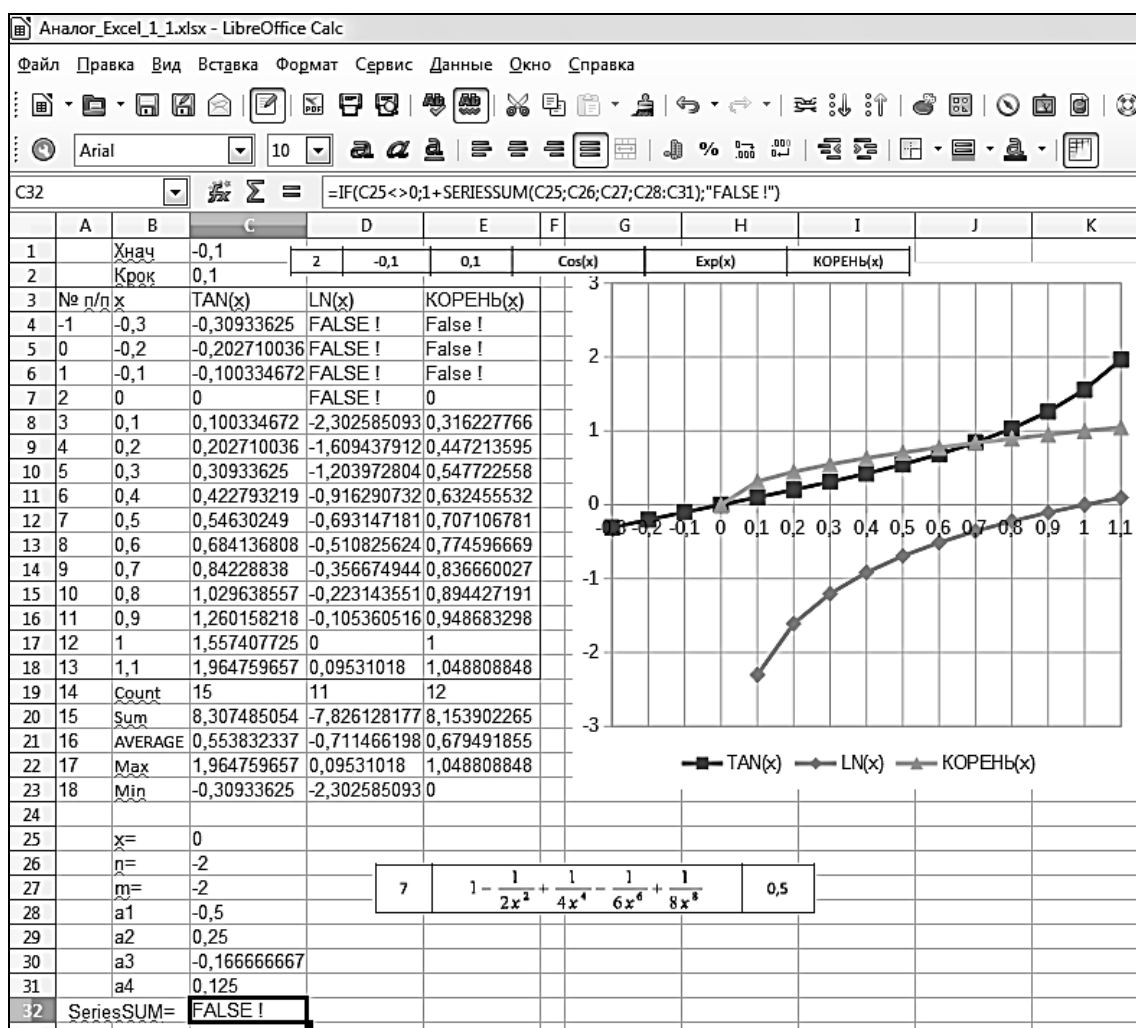 Аналог_Excel_1_1.xlsx - LibreOffice Calc
Файл Правка Вид Вставка Формат Сервис Данные Окно Справка
Arial 10
C32 =IF(C25<>0;1+SERIESSUM(C25;C26;C27;C28:C31);"FALSE !")
A B C D E F G H I J K
1 Хнач -0,1
2 -0,1 0,1 Cos(x) Exp(x) КОРЕНЬ(x)
2 Крок 0,1
3 № п/п x TAN(x) LN(x) КОРЕНЬ(x)
4 -1 -0,3 -0,30933625 FALSE ! False !
5 0 -0,2 -0,202710036 FALSE ! False !
6 1 -0,1 -0,100334672 FALSE ! False !
7 2 0 0 FALSE ! 0
8 3 0,1 0,100334672 -2,302585093 0,316227766
9 4 0,2 0,202710036 -1,609437912 0,447213595
10 5 0,3 0,30933625 -1,203972804 0,547722558
11 6 0,4 0,422793219 -0,916290732 0,632455532
12 7 0,5 0,54630249 -0,693147181 0,707106781
13 8 0,6 0,684136808 -0,510825624 0,774596669
14 9 0,7 0,84228838 -0,356674944 0,836660027
15 10 0,8 1,029638557 -0,223143551 0,894427191
16 11 0,9 1,260158218 -0,105360516 0,948683298
17 12 1 1,557407725 0 1
18 13 1,1 1,964759657 0,09531018 1,048808848
19 14 Count 15 11 12
20 15 Sum 8,307485054 -7,826128177 8,153902265
21 16 AVERAGE 0,553832337 -0,711466198 0,679491855
22 17 Max 1,964759657 0,09531018 1,048808848
23 18 Min -0,30933625 -2,302585093 0
3
2
1
0
-0,3 -0,2 -0,1 0 0,1 0,2 0,3 0,4 0,5 0,6 0,7 0,8 0,9 1 1,1
-1
-2
-3
TAN(x) LN(x) КОРЕНЬ(x)
24
25 x= 0
26 n= -2
27 m= -2
7 1 - 1/2x² + 1/4x⁴ - 1/6x⁶ + 1/8x⁸ 0,5
28 a1 -0,5
29 a2 0,25
30 a3 -0,166666667
31 a4 0,125
32 SeriesSUM= FALSE !